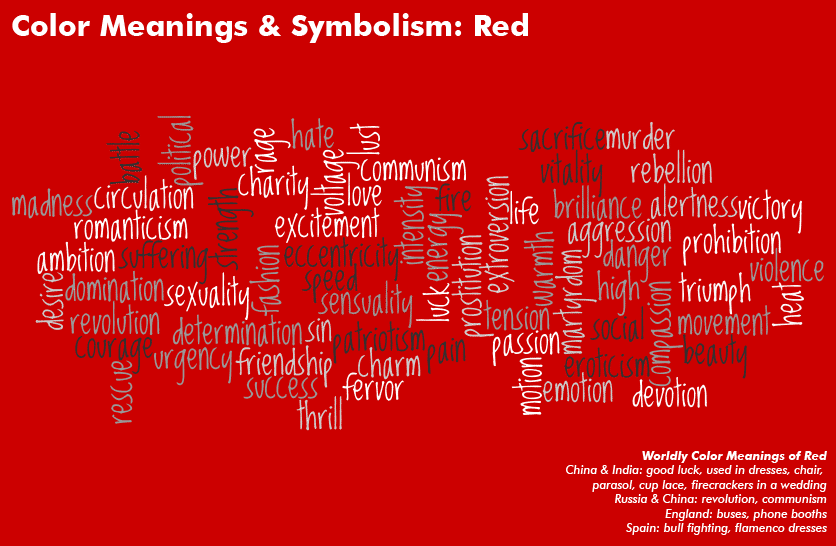 Color Meanings & Symbolism: Red
battle
political
power
rage
hate
lust
sacrifice
murder
madness
circulation
charity
voltage
communism
vitality
rebellion
romanticism
strength
love
intensity
fire
extroversion
life
brilliance
alertness
victory
ambition
suffering
excitement
eccentricity
energy
aggression
prohibition
desire
domination
sexuality
fashion
speed
sensuality
luck
prostitution
warmth
martyrdom
danger
high
violence
triumph
heat
revolution
determination
sin
patriotism
pain
tension
social
compassion
movement
courage
urgency
friendship
charm
passion
eroticism
beauty
rescue
success
fervor
motion
emotion
devotion
thrill
Worldly Color Meanings of Red
China & India: good luck, used in dresses, chair,
parasol, cup lace, firecrackers in a wedding
Russia & China: revolution, communism
England: buses, phone booths
Spain: bull fighting, flamenco dresses